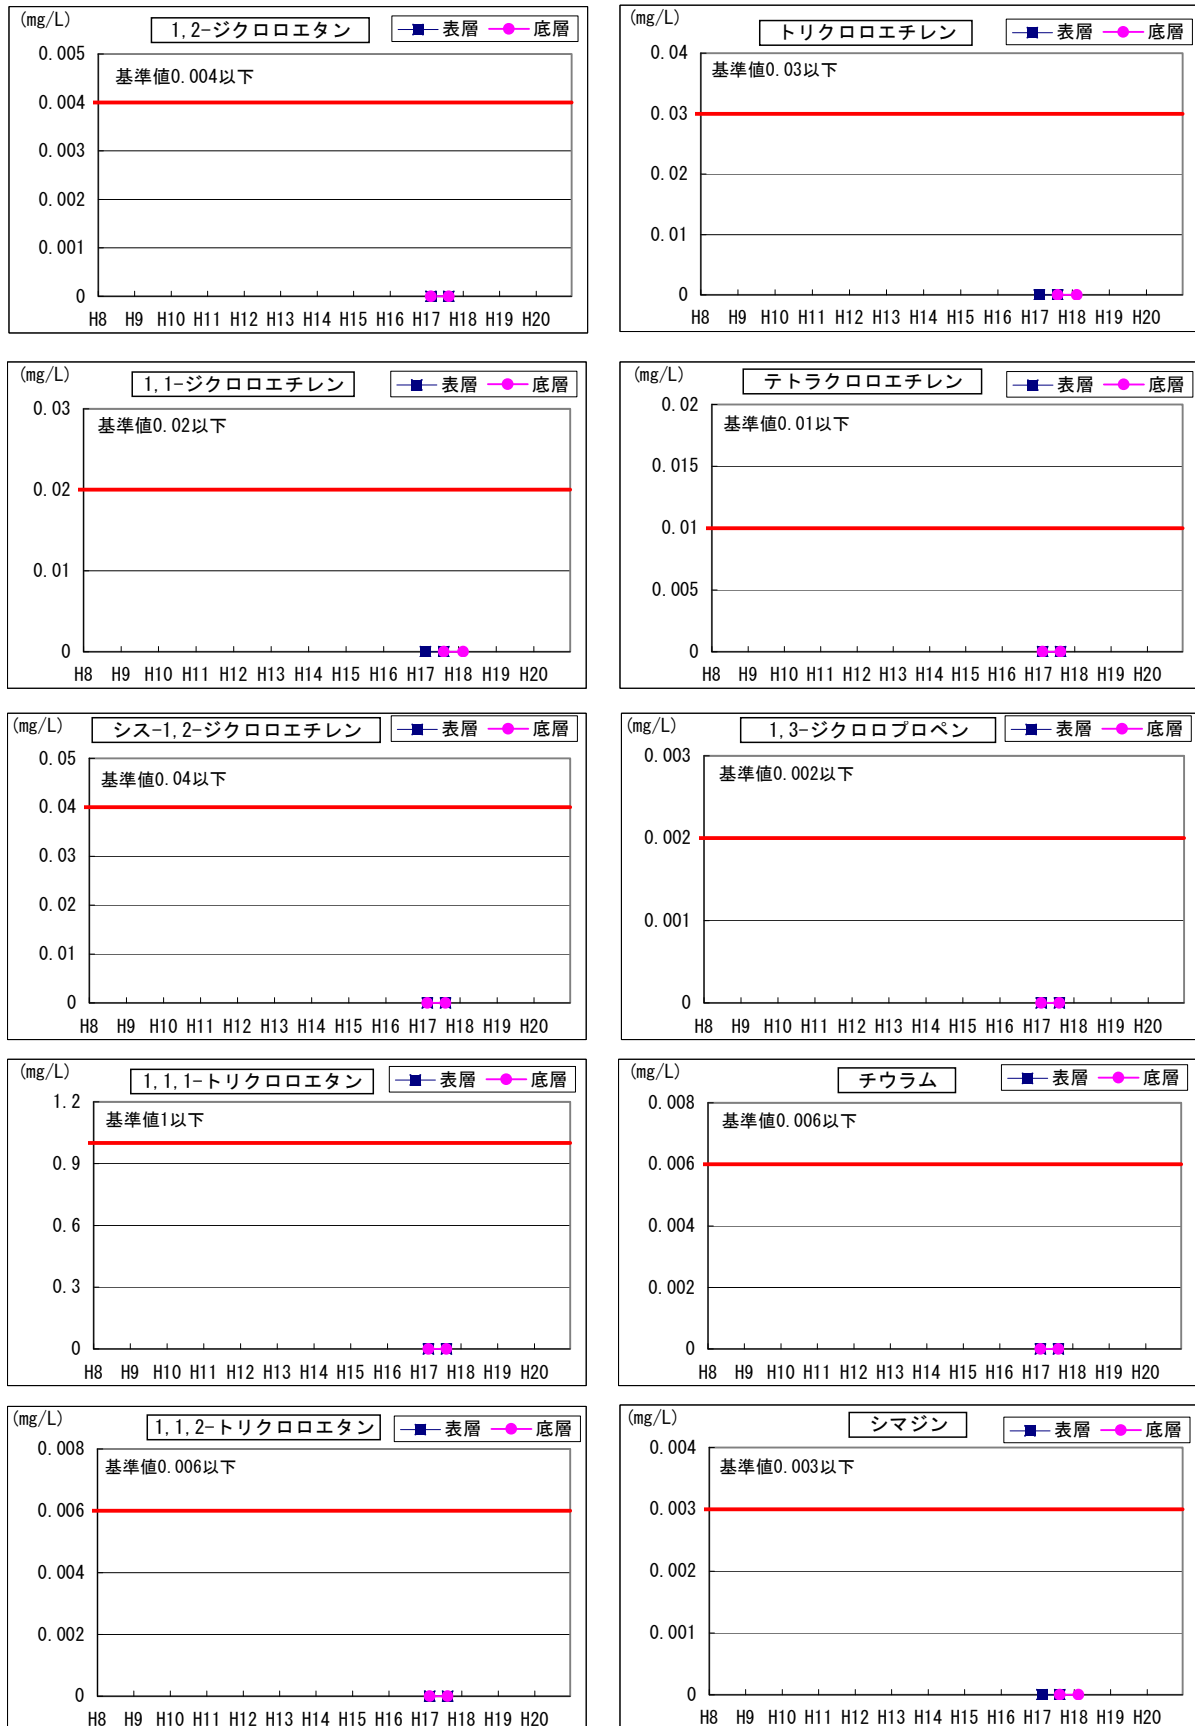 (mg/L)
1,2-ジクロロエタン
表層 底層
基準値0.004以下
0.005
0.004
0.003
0.002
0.001
0
H8 H9 H10 H11 H12 H13 H14 H15 H16 H17 H18 H19 H20
(mg/L)
トリクロロエチレン
表層 底層
基準値0.03以下
0.04
0.03
0.02
0.01
0
H8 H9 H10 H11 H12 H13 H14 H15 H16 H17 H18 H19 H20
(mg/L)
1,1-ジクロロエチレン
表層 底層
基準値0.02以下
0.03
0.02
0.01
0
H8 H9 H10 H11 H12 H13 H14 H15 H16 H17 H18 H19 H20
(mg/L)
テトラクロロエチレン
表層 底層
基準値0.01以下
0.02
0.015
0.01
0.005
0
H8 H9 H10 H11 H12 H13 H14 H15 H16 H17 H18 H19 H20
(mg/L)
シス-1,2-ジクロロエチレン
表層 底層
基準値0.04以下
0.05
0.04
0.03
0.02
0.01
0
H8 H9 H10 H11 H12 H13 H14 H15 H16 H17 H18 H19 H20
(mg/L)
1,3-ジクロロプロペン
表層 底層
基準値0.002以下
0.003
0.002
0.001
0
H8 H9 H10 H11 H12 H13 H14 H15 H16 H17 H18 H19 H20
(mg/L)
1,1,1-トリクロロエタン
表層 底層
基準値1以下
1.2
0.9
0.6
0.3
0
H8 H9 H10 H11 H12 H13 H14 H15 H16 H17 H18 H19 H20
(mg/L)
チウラム
表層 底層
基準値0.006以下
0.008
0.006
0.004
0.002
0
H8 H9 H10 H11 H12 H13 H14 H15 H16 H17 H18 H19 H20
(mg/L)
1,1,2-トリクロロエタン
表層 底層
基準値0.006以下
0.008
0.006
0.004
0.002
0
H8 H9 H10 H11 H12 H13 H14 H15 H16 H17 H18 H19 H20
(mg/L)
シマジン
表層 底層
基準値0.003以下
0.004
0.003
0.002
0.001
0
H8 H9 H10 H11 H12 H13 H14 H15 H16 H17 H18 H19 H20